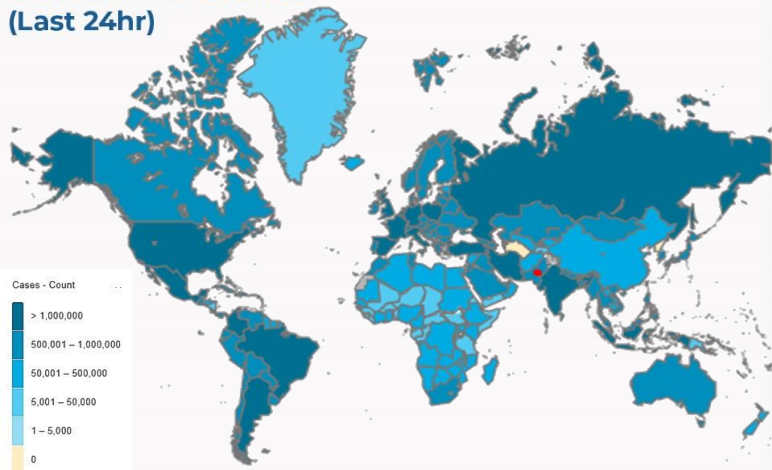 (Last 24hr)
Cases - Count
> 1,000,000
500,001 – 1,000,000
50,001 – 500,000
5,001 – 50,000
1 – 5,000
0